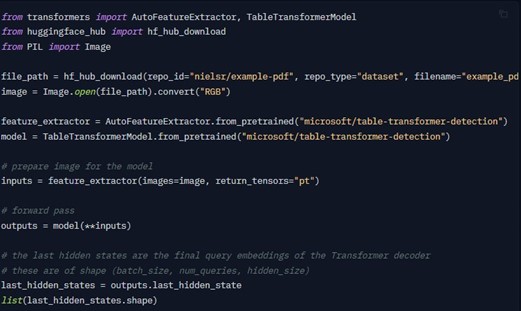 from transformers import AutoFeatureExtractor, TableTransformerModel
from huggingface_hub import hf_hub_download
from PIL import Image
file_path = hf_hub_download(repo_id="nielsr/example-pdf", repo_type="dataset", filename="example_pd
image = Image.open(file_path).convert("RGB")
feature_extractor = AutoFeatureExtractor.from_pretrained("microsoft/table-transformer-detection")
model = TableTransformerModel.from_pretrained("microsoft/table-transformer-detection")
# prepare image for the model
inputs = feature_extractor(images=image, return_tensors="pt")
# forward pass
outputs = model(**inputs)
# the last hidden states are the final query embeddings of the Transformer decoder
# these are of shape (batch_size, num_queries, hidden_size)
last_hidden_states = outputs.last_hidden_state
list(last_hidden_states.shape)